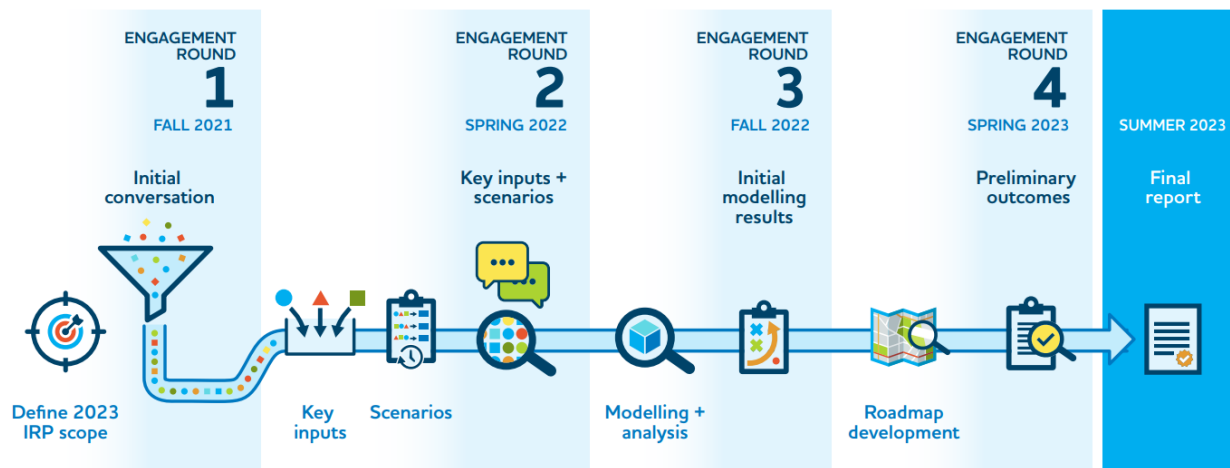 ENGAGEMENT
ROUND
1
FALL 2021
Initial
conversation
ENGAGEMENT
ROUND
2
SPRING 2022
Key inputs +
scenarios
ENGAGEMENT
ROUND
3
FALL 2022
Initial
modelling
results
ENGAGEMENT
ROUND
4
SPRING 2023
Preliminary
outcomes
SUMMER 2023
Final
report
Define 2023
IRP scope
Key
inputs
Scenarios
Modelling +
analysis
Roadmap
development